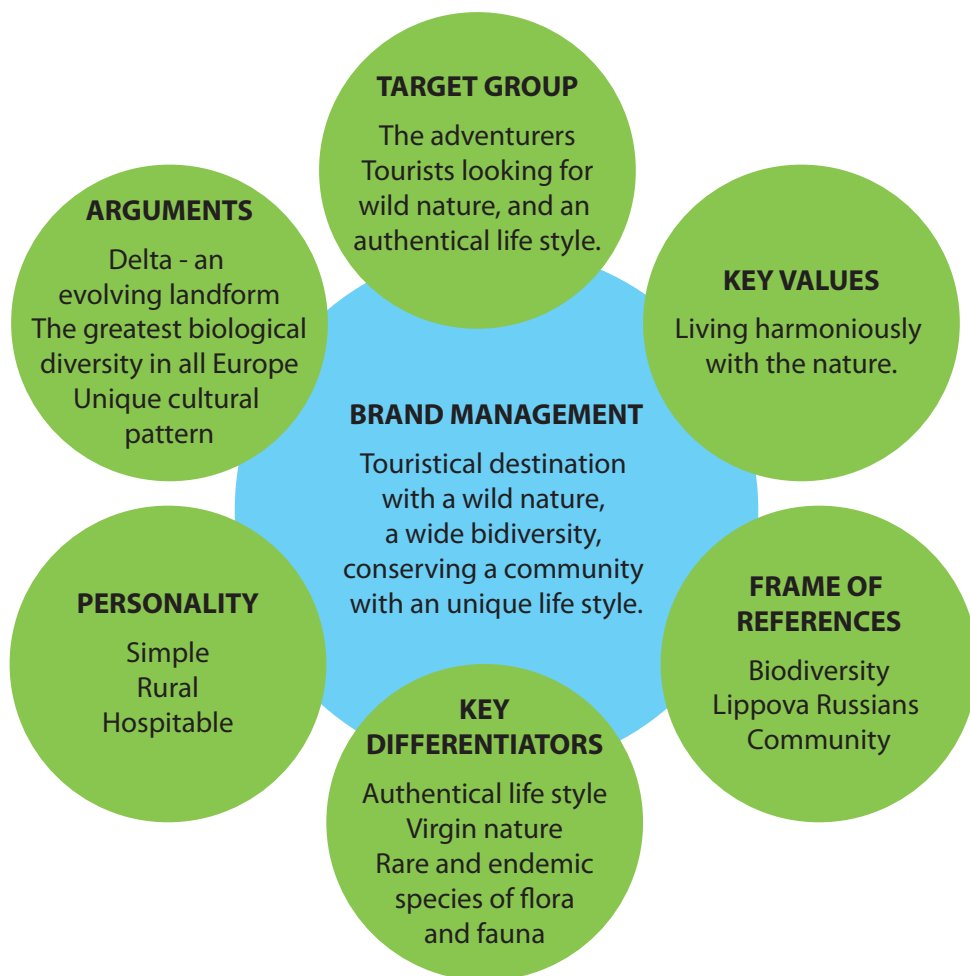 TARGET GROUP
The adventurers
Tourists looking for
wild nature, and an
authentical life style.
ARGUMENTS
Delta - an
evolving landform
The greatest biological
diversity in all Europe
Unique cultural
pattern
KEY VALUES
Living harmoniously
with the nature.
BRAND MANAGEMENT
Touristical destination
with a wild nature,
a wide bidiversity,
conserving a community
with an unique life style.
PERSONALITY
Simple
Rural
Hospitable
FRAME OF
REFERENCES
Biodiversity
Lippova Russians
Community
KEY
DIFFERENTIATORS
Authentical life style
Virgin nature
Rare and endemic
species of flora
and fauna